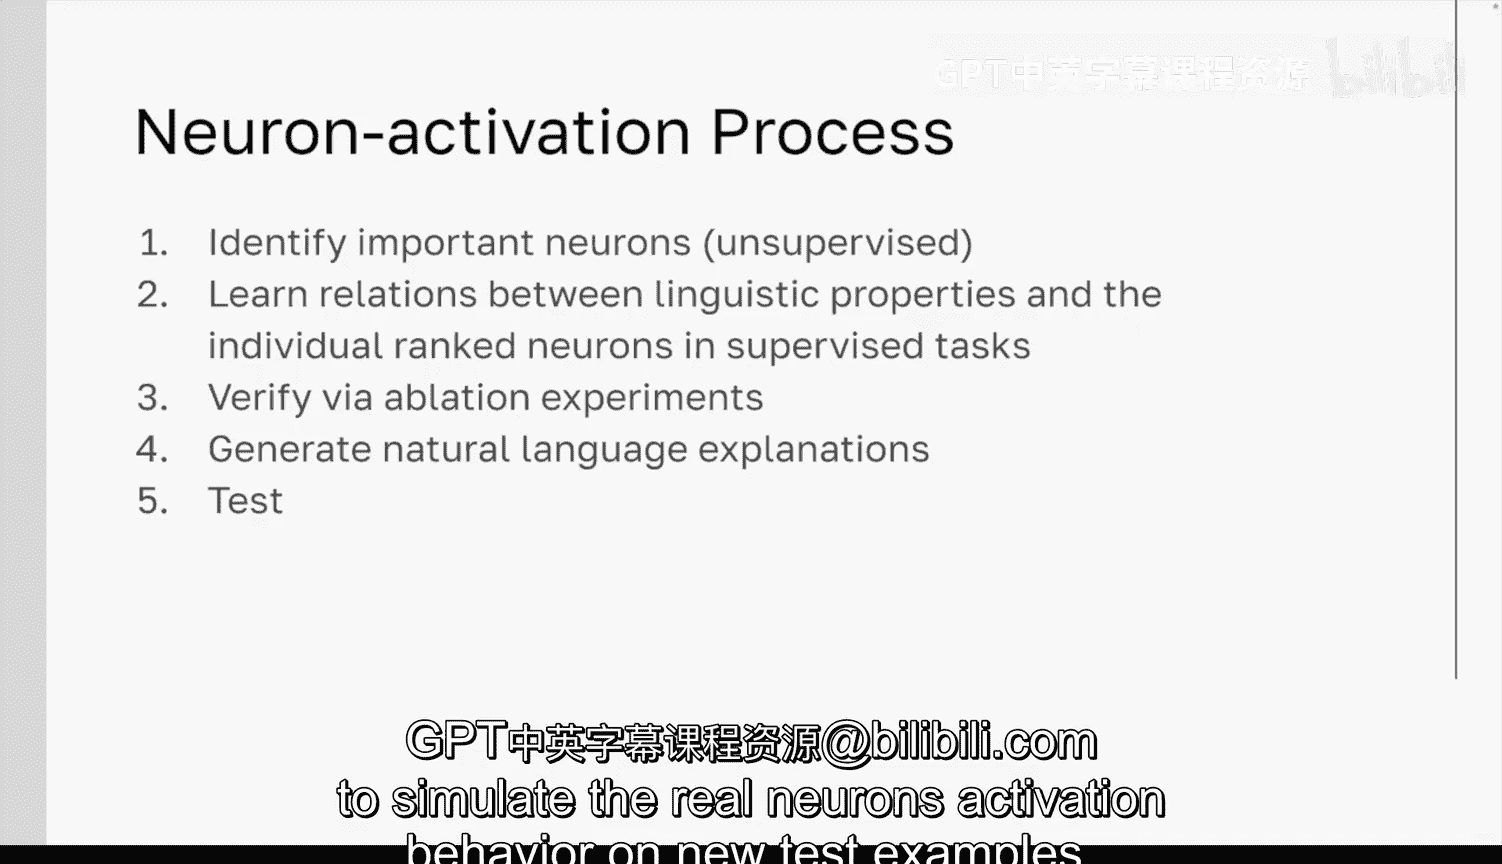 GPT中英字幕课程资源 bilibili
Neuron-activation Process
1. Identify important neurons (unsupervised)
2. Learn relations between linguistic properties and the
individual ranked neurons in supervised tasks
3. Verify via ablation experiments
4. Generate natural language explanations
5. Test
GPT中英字幕课程资源@bilibili.com
to simulate the real neurons activation
behavior on new test examples